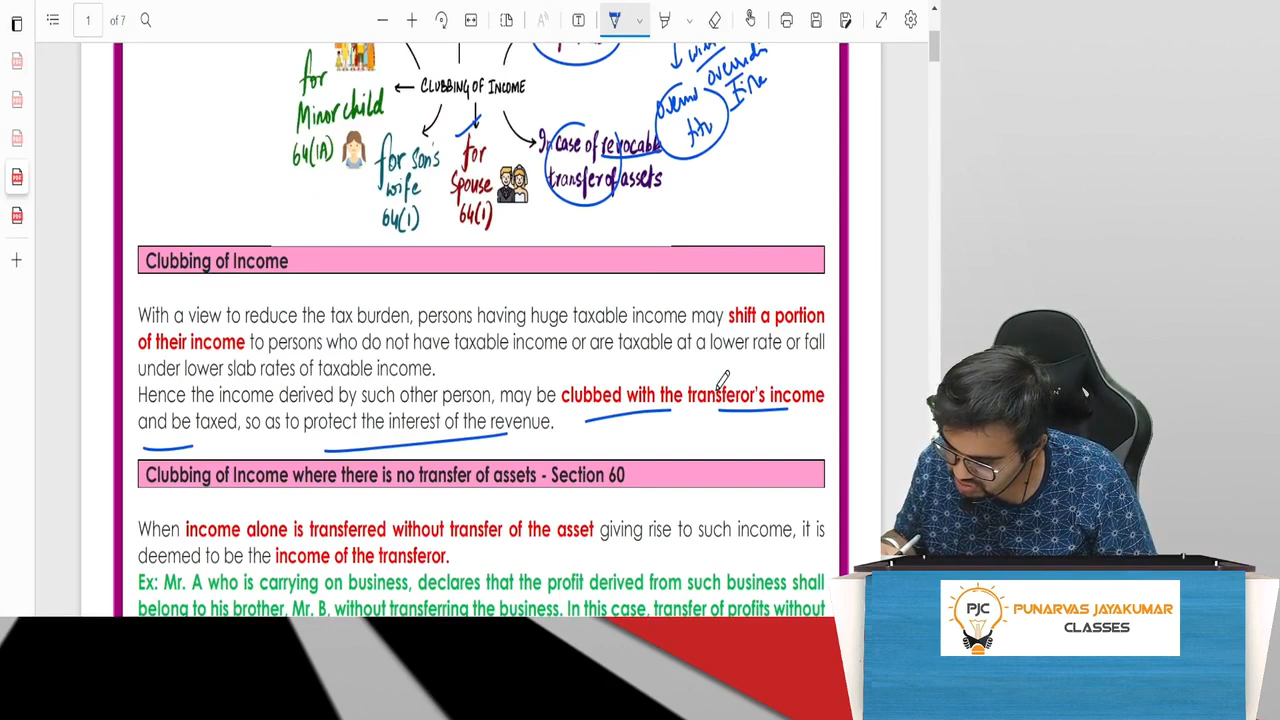 1 of 7
for
Minor child
64(1A)
CLUBBING OF INCOME
for Son's
wife
64(1)
for
Spouse
64(1)
In case of revocable
transfer of assets
Clubbing of Income
With a view to reduce the tax burden, persons having huge taxable income may shift a portion
of their income to persons who do not have taxable income or are taxable at a lower rate or fall
under lower slab rates of taxable income.
Hence the income derived by such other person, may be clubbed with the transferor's income
and be taxed, so as to protect the interest of the revenue.
Clubbing of Income where there is no transfer of assets - Section 60
When income alone is transferred without transfer of the asset giving rise to such income, it is
deemed to be the income of the transferor.
Ex: Mr. A who is carrying on business, declares that the profit derived from such business shall
belong to his brother, Mr. B, without transferring the business. In this case, transfer of profits without
PJC
PUNARVAS JAYAKUMAR
CLASSES